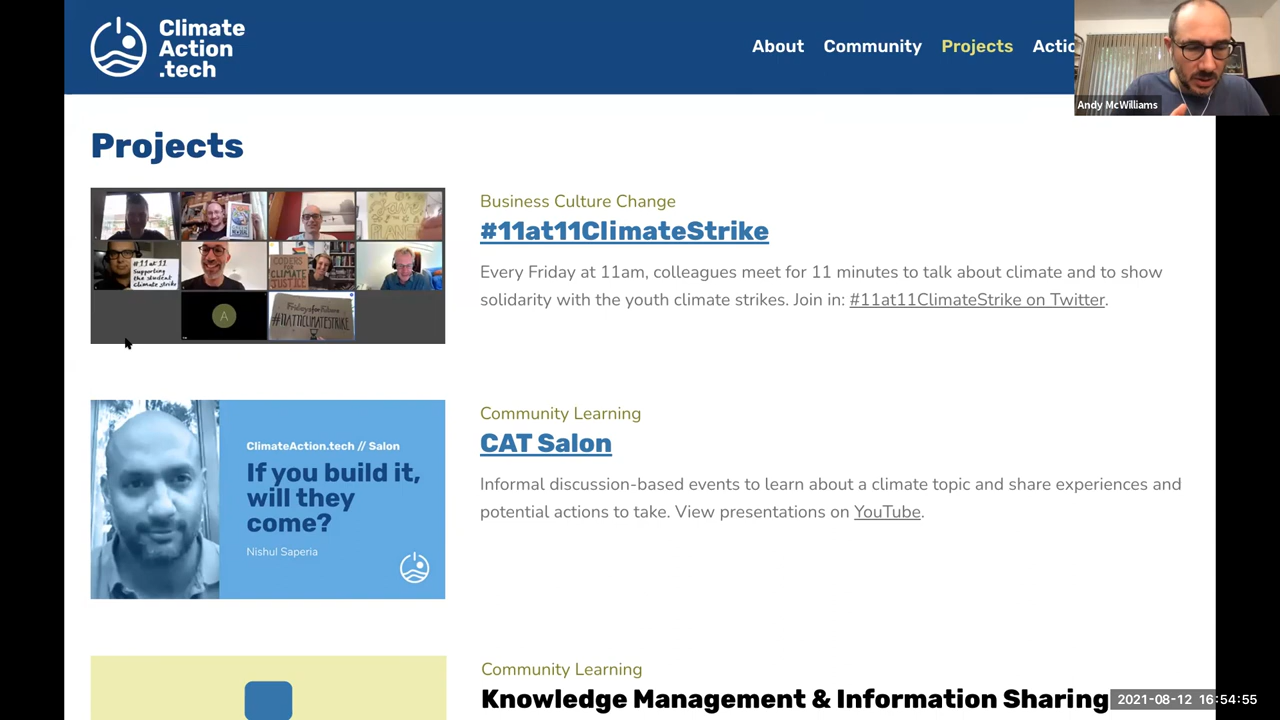 Climate
Action
.tech
About Community Projects Actio
Andy McWilliams
Projects
#11at11
Supporting
the student
Climate strike
CODERS
FOR
CLIMATE
JUSTICE
A
Fridays for Future
#11AT11CLIMATESTRIKE
Business Culture Change
#11at11ClimateStrike
Every Friday at 11am, colleagues meet for 11 minutes to talk about climate and to show
solidarity with the youth climate strikes. Join in: #11at11ClimateStrike on Twitter.
ClimateAction.tech // Salon
If you build it,
will they
come?
Nishul Saperia
Community Learning
CAT Salon
Informal discussion-based events to learn about a climate topic and share experiences and
potential actions to take. View presentations on YouTube.
Community Learning
Knowledge Management & Information Sharing
2021-08-12 16:54:55